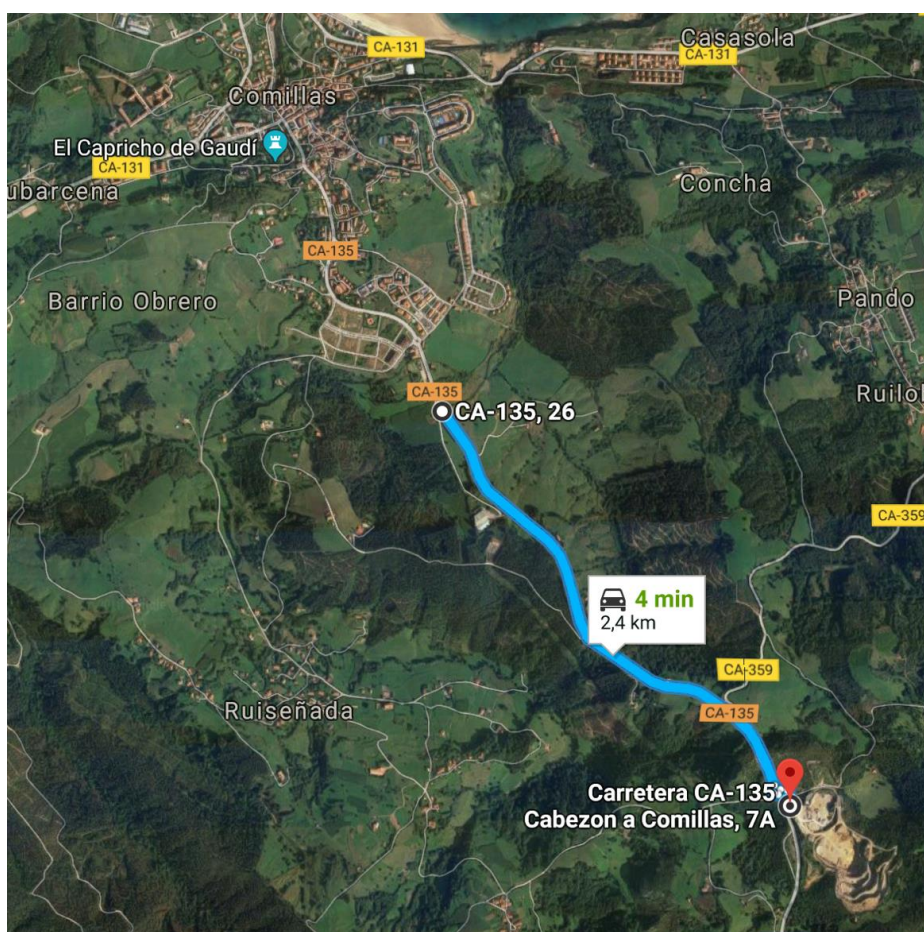 CA-131
Casasola
CA-131
Comillas
El Capricho de Gaudí
CA-131
ubarcena
Concha
CA-135
Barrio Obrero
Pando
CA-135
Ruilo
CA-135, 26
CA-359
4 min
2,4 km
CA-359
Ruiseñada
CA-135
Carretera CA-135
Cabezon a Comillas, 7A